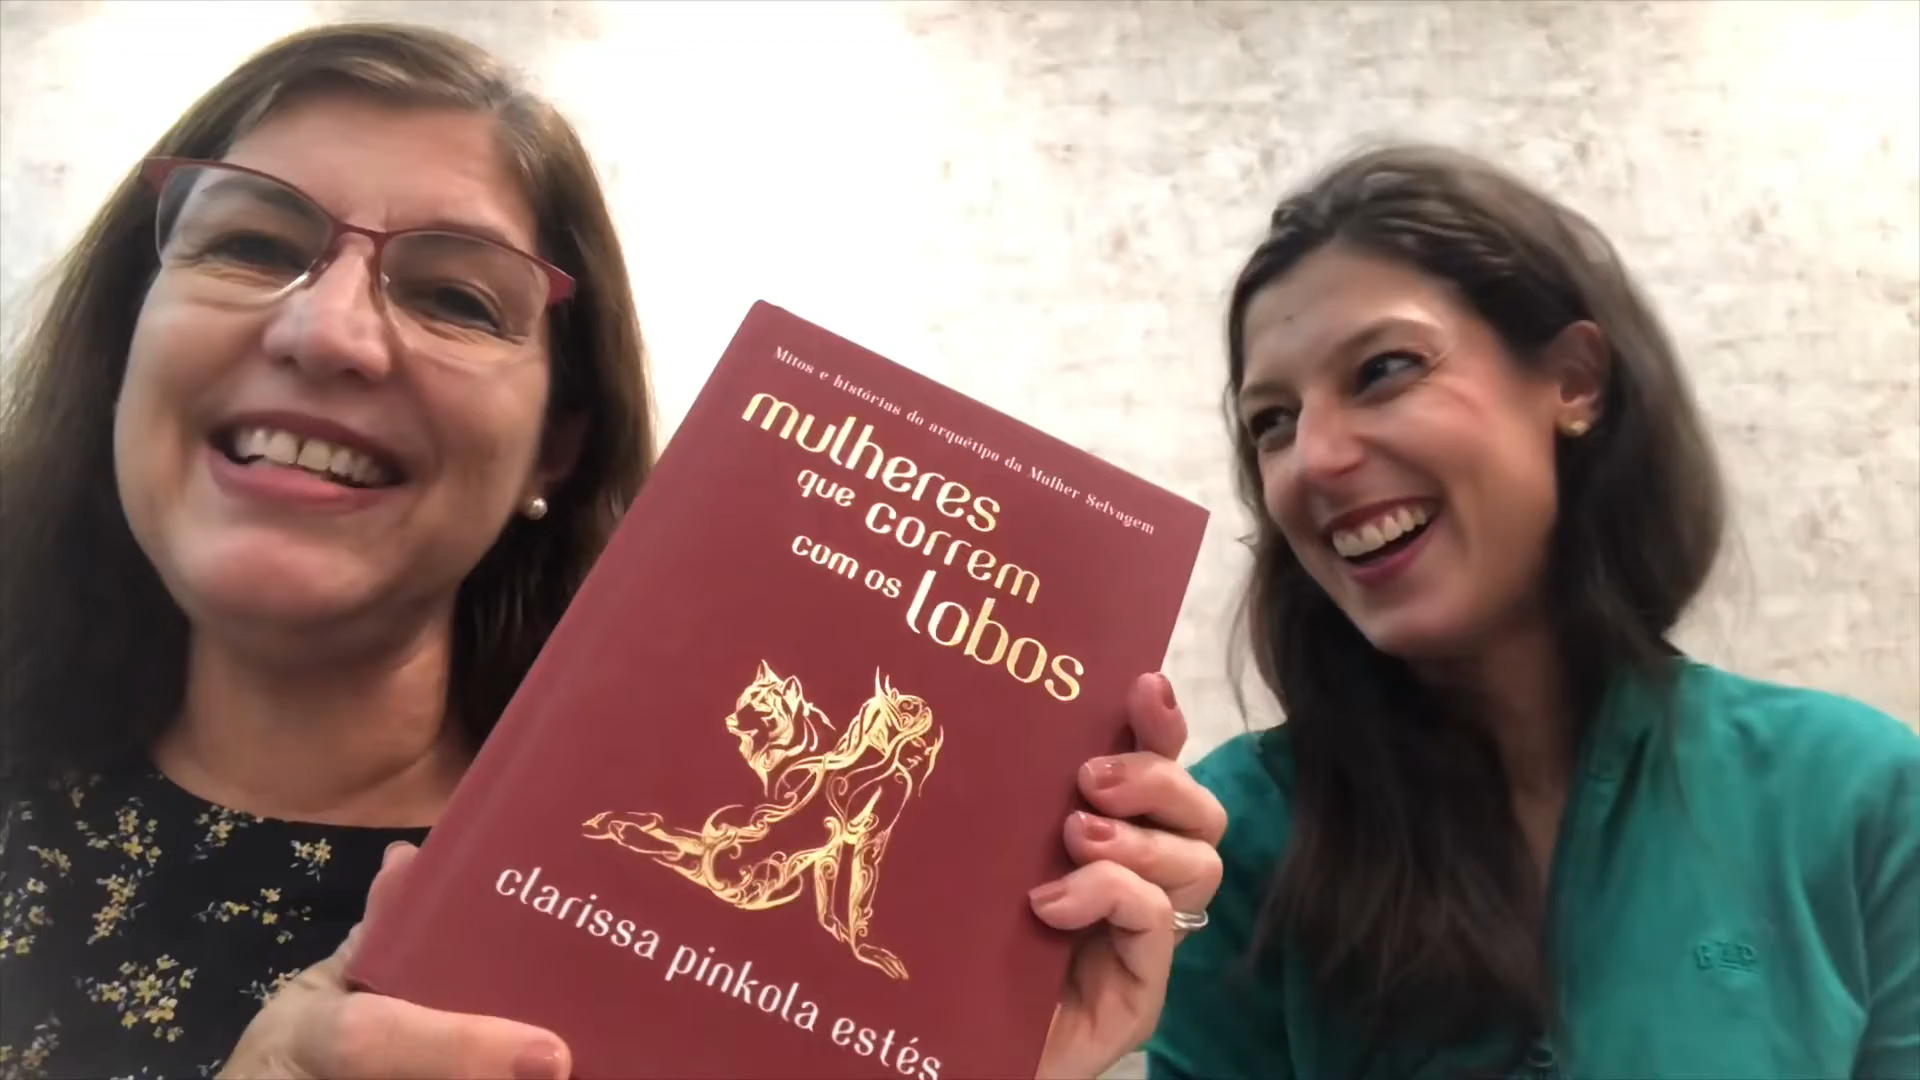 Mitos e histórias do arquétipo da Mulher Selvagem
mulheres
que correm
com os lobos
clarissa pinkola estés